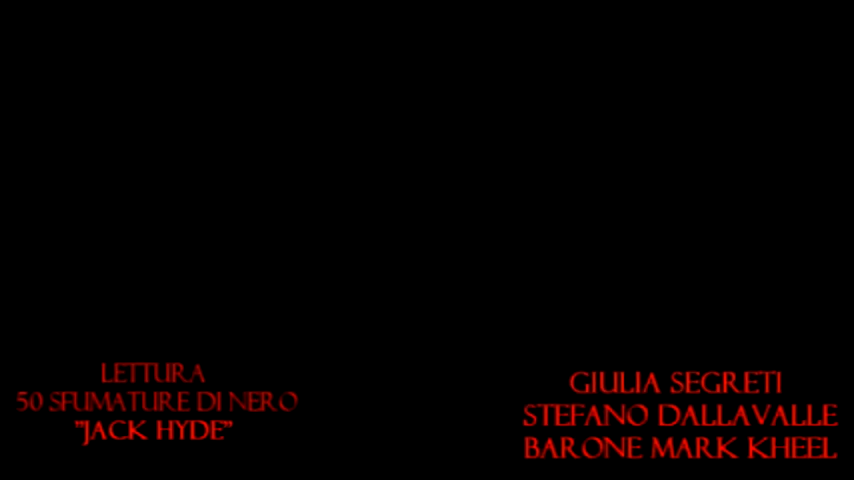 LETTURA
50 SFUMATURE DI NERO
"JACK HYDE"
GIULIA SEGRETI
STEFANO DALLAVALLE
BARONE MARK KHEEL